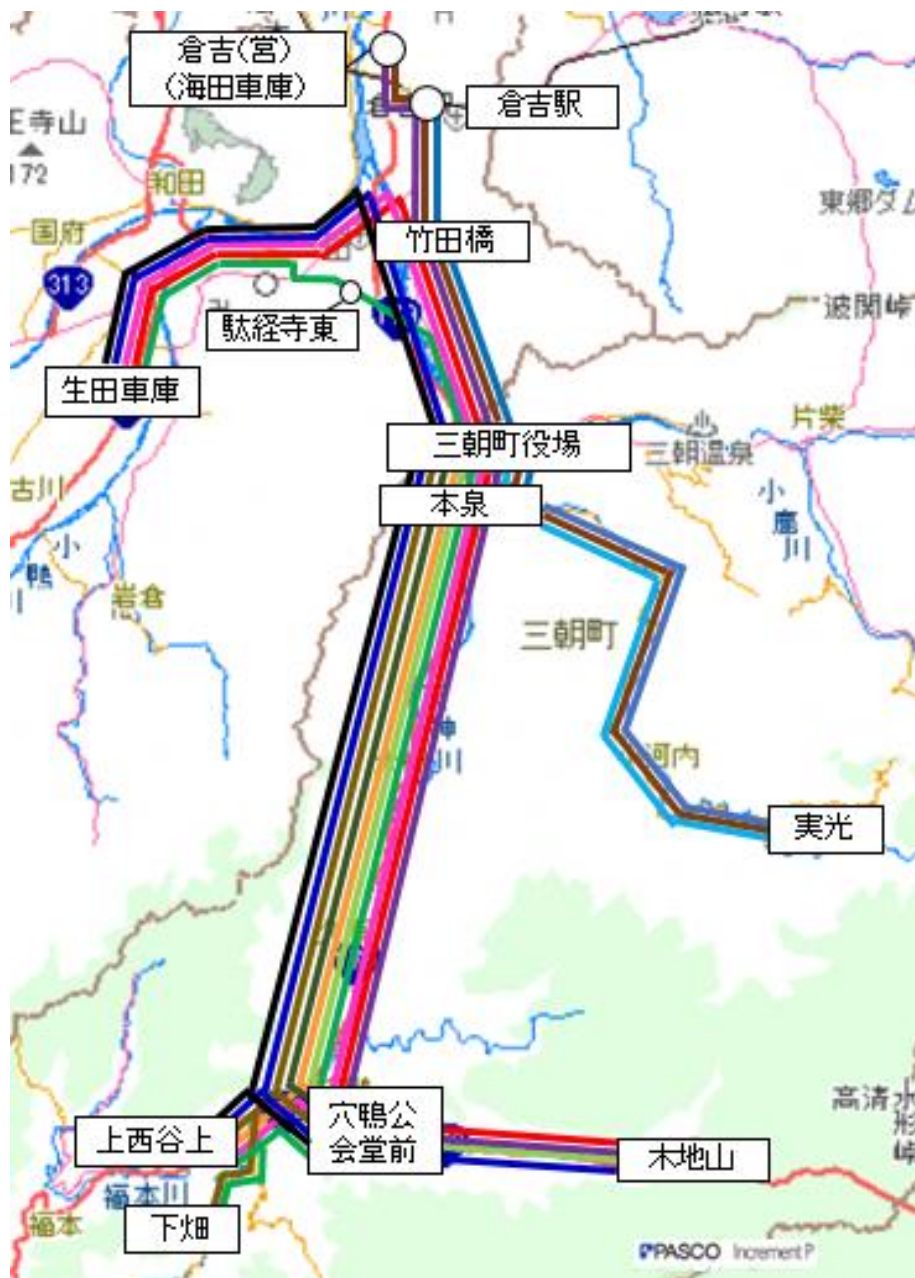 倉吉(営)
(海田車庫)
倉吉駅
172
和田
東郷ダム
国府
竹田橋
313
波関峠
駄経寺東
生田車庫
三朝町役場
片柴
三朝温泉
古川
本泉
小鹿川
小鴨川
岩倉
三朝町
河内
実光
高清水
穴鴨公
会堂前
上西谷上
木地山
福本川
福本
下畑
PASCO Increment P